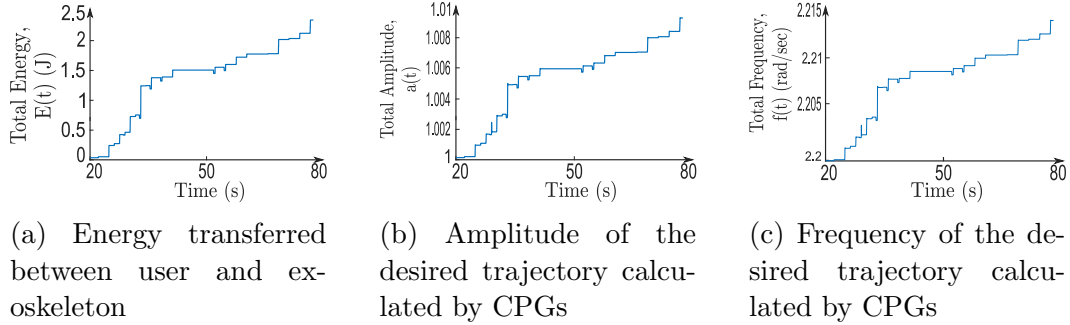 Total Energy,
E(t) (J)
2.5
2
1.5
1
0.5
0
20
50
80
Time (s)
(a) Energy transferred
between user and ex-
oskeleton
Total Amplitude,
a(t)
1.01
1.008
1.006
1.004
1.002
1
20
50
80
Time (s)
(b) Amplitude of the
desired trajectory calcu-
lated by CPGs
Total Frequency,
f(t) (rad/sec)
2.215
2.21
2.205
2.2
20
50
80
Time (s)
(c) Frequency of the de-
sired trajectory calcu-
lated by CPGs